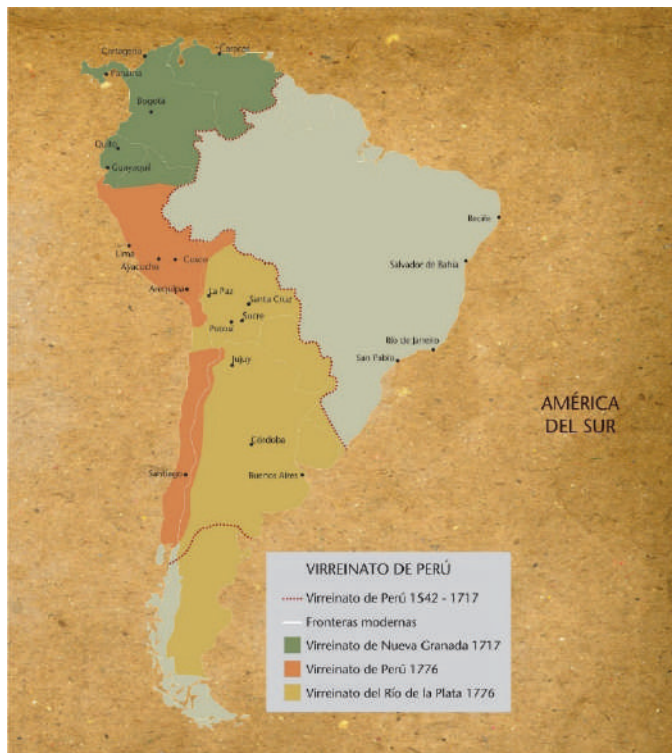 Cartagena
Caracas
Panamá
Bogotá
Quito
Guayaquil
Lima
Ayacucho
Cusco
Arequipa
La Paz
Santa Cruz
Sucre
Potosí
Jujuy
Córdoba
Santiago
Buenos Aires
Recife
Salvador de Bahía
Río de Janeiro
San Pablo
AMÉRICA
DEL SUR
VIRREINATO DE PERÚ
Virreinato de Perú 1542 - 1717
Fronteras modernas
Virreinato de Nueva Granada 1717
Virreinato de Perú 1776
Virreinato del Río de la Plata 1776